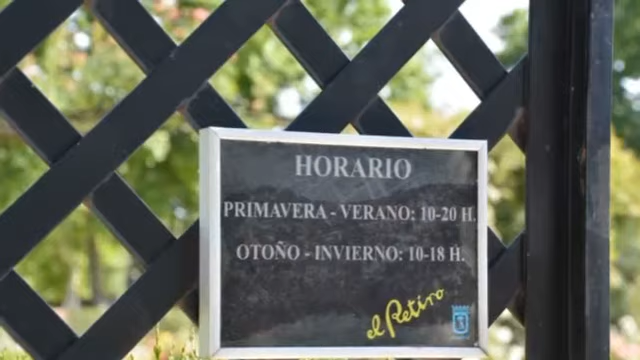 HORARIO
PRIMAVERA - VERANO: 10-20 H.
OTOÑO - INVIERNO: 10-18 H.
el Retiro